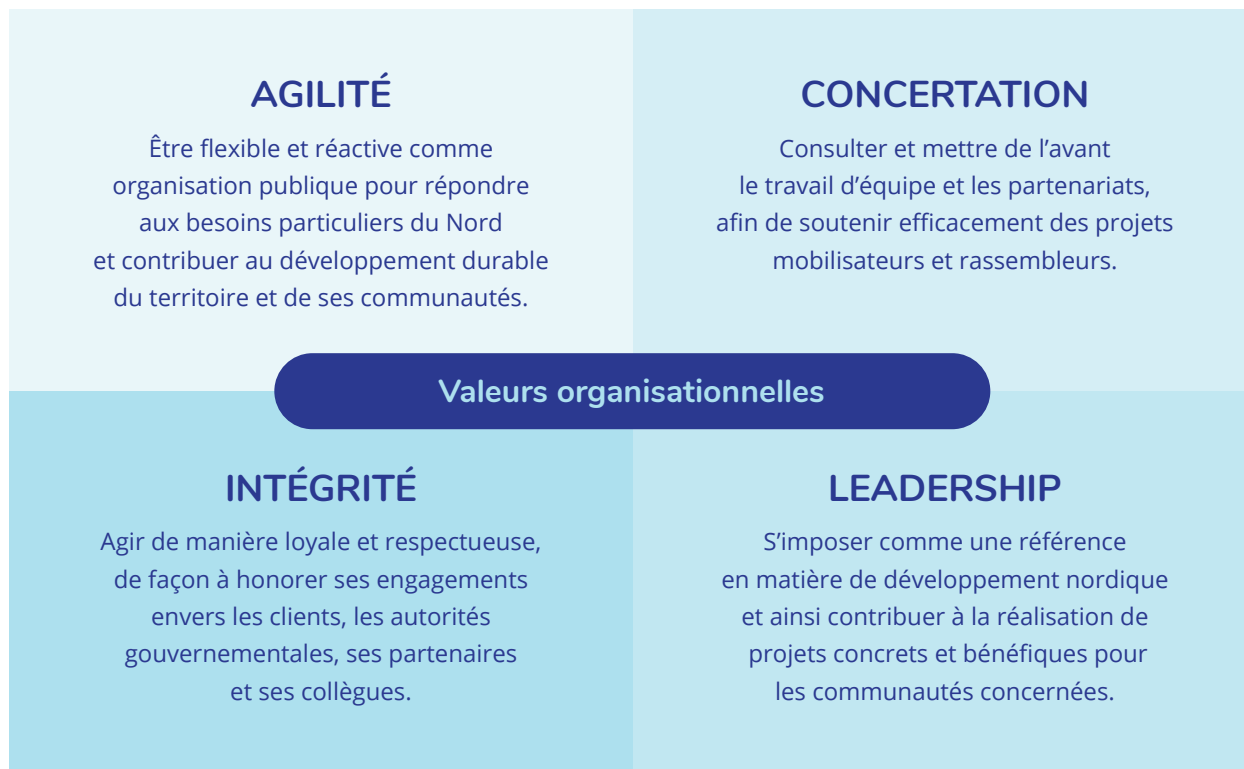 AGILITÉ
Être flexible et réactive comme
organisation publique pour répondre
aux besoins particuliers du Nord
et contribuer au développement durable
du territoire et de ses communautés.
CONCERTATION
Consulter et mettre de l’avant
le travail d’équipe et les partenariats,
afin de soutenir efficacement des projets
mobilisateurs et rassembleurs.
Valeurs organisationnelles
INTÉGRITÉ
Agir de manière loyale et respectueuse,
de façon à honorer ses engagements
envers les clients, les autorités
gouvernementales, ses partenaires
et ses collègues.
LEADERSHIP
S’imposer comme une référence
en matière de développement nordique
et ainsi contribuer à la réalisation de
projets concrets et bénéfiques pour
les communautés concernées.